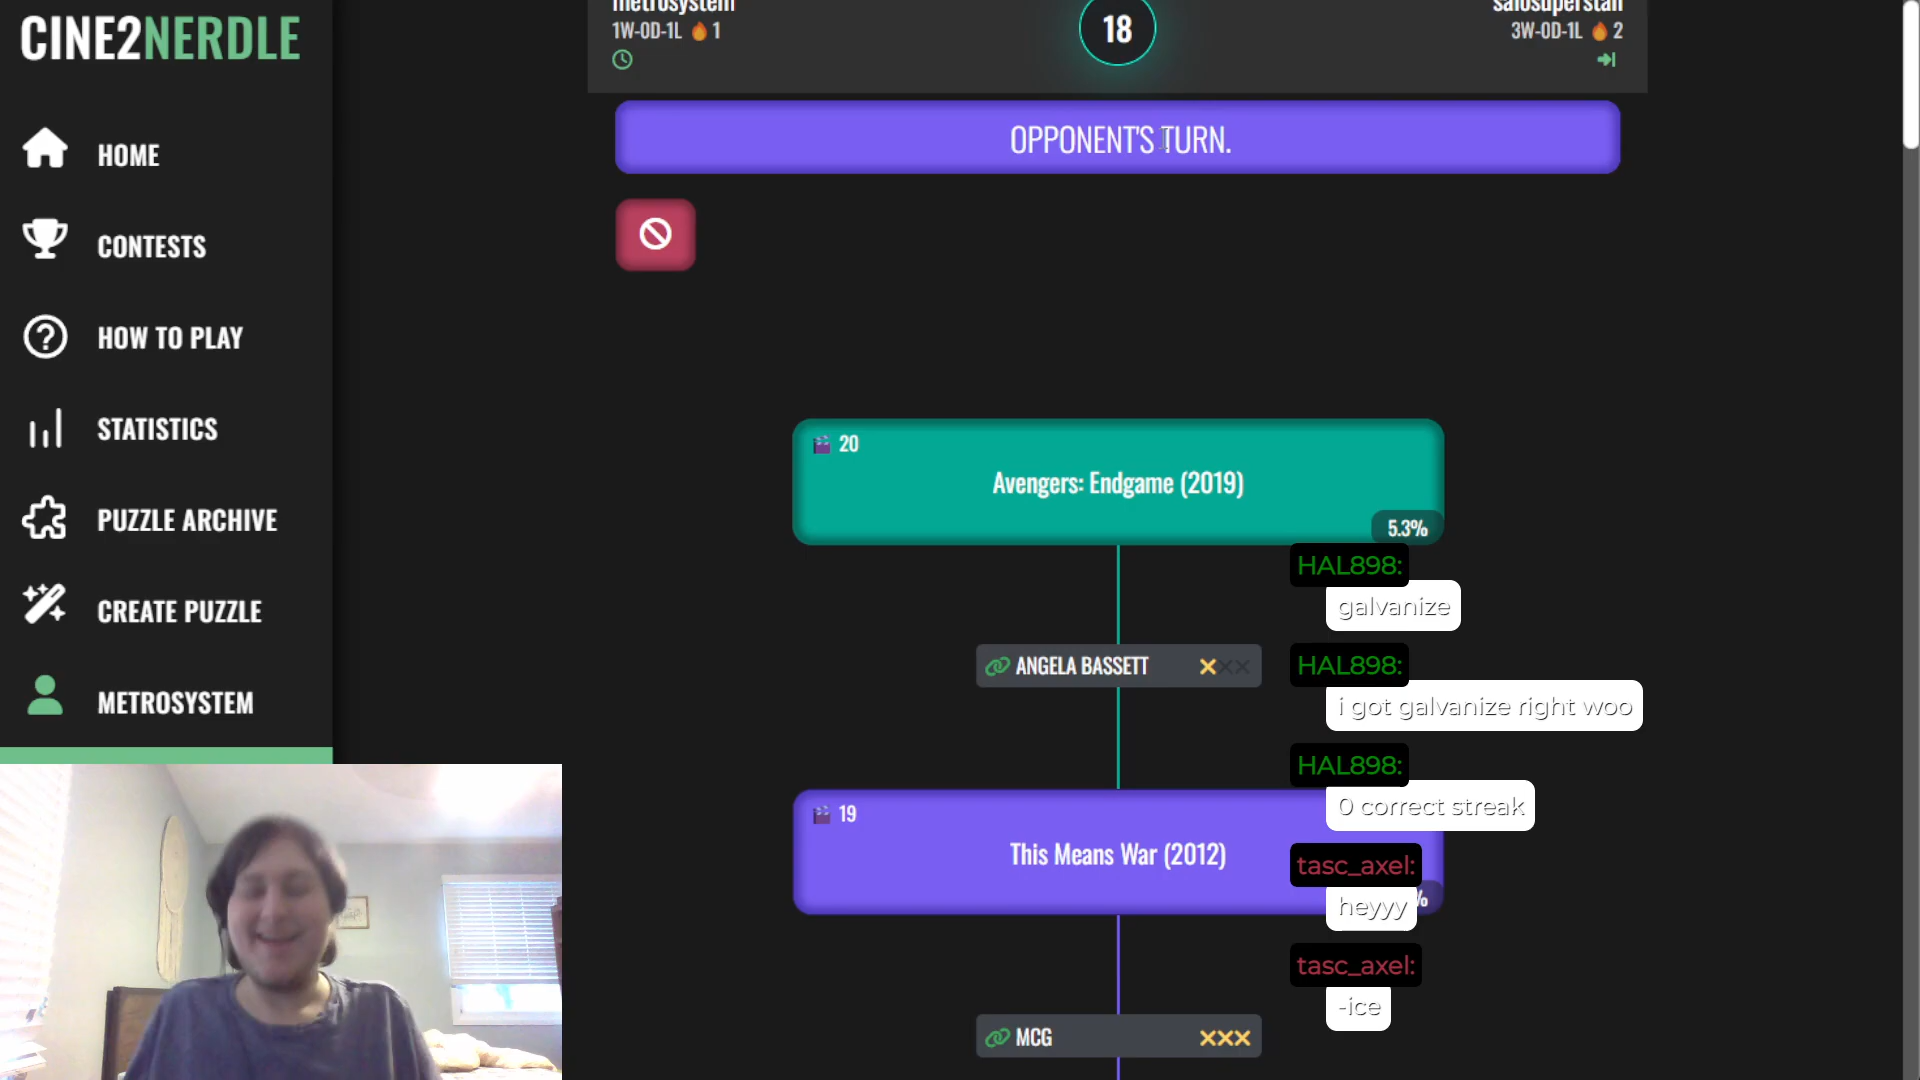 CINE2NERDLE
HOME
CONTESTS
HOW TO PLAY
STATISTICS
PUZZLE ARCHIVE
CREATE PUZZLE
METROSYSTEM
metrosystem
1W-0D-1L 🔥 1
18
salosuperstan
3W-0D-1L 🔥 2
OPPONENT'S TURN.
20
Avengers: Endgame (2019)
5.3%
ANGELA BASSETT
19
This Means War (2012)
%
MCG
HAL898:
galvanize
HAL898:
i got galvanize right woo
HAL898:
0 correct streak
tasc_axel:
heyyy
tasc_axel:
-ice